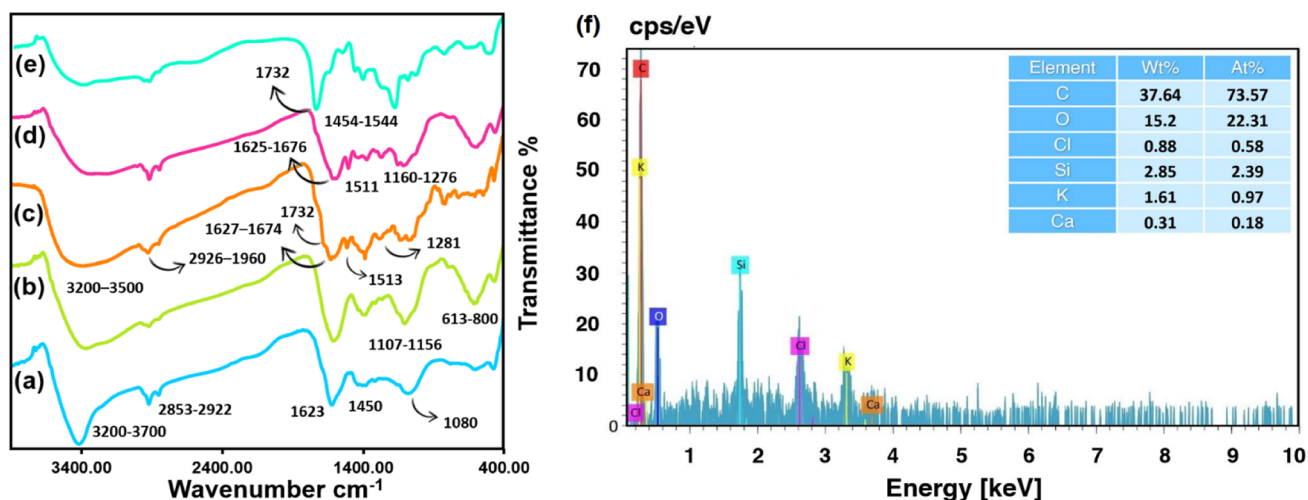 (e)
1732
1454-1544
(d)
1625-1676
1511
1160-1276
(c)
1732
1627–1674
1281
2926–1960
1513
3200–3500
(b)
613-800
1107-1156
(a)
2853-2922
1623
1450
1080
3200-3700
3400.00 2400.00 1400.00 400.00
Wavenumber cm-1
Transmittance %
(f) cps/eV
70
60
50
40
30
20
10
0
C
K
O
Ca
Cl
Si
Cl
K
Ca
Element Wt% At%
C 37.64 73.57
O 15.2 22.31
Cl 0.88 0.58
Si 2.85 2.39
K 1.61 0.97
Ca 0.31 0.18
1 2 3 4 5 6 7 8 9 10
Energy [keV]